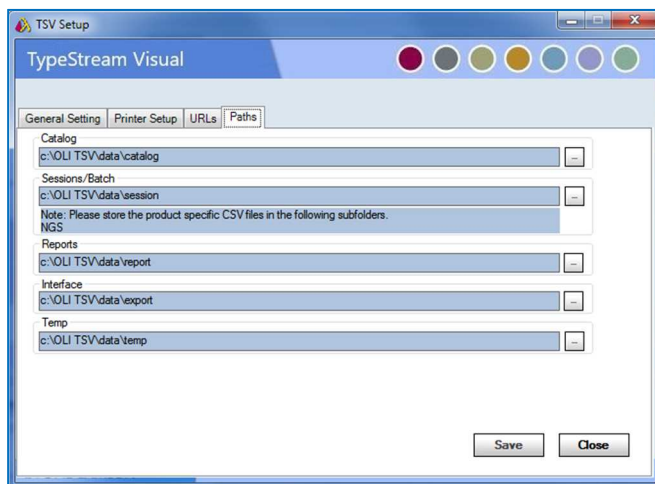 TSV Setup
TypeStream Visual
General Setting Printer Setup URLs Paths
Catalog
c:\OLI TSV\data\catalog
Sessions/Batch
c:\OLI TSV\data\session
Note: Please store the product specific CSV files in the following subfolders.
NGS
Reports
c:\OLI TSV\data\report
Interface
c:\OLI TSV\data\export
Temp
c:\OLI TSV\data\temp
Save Close